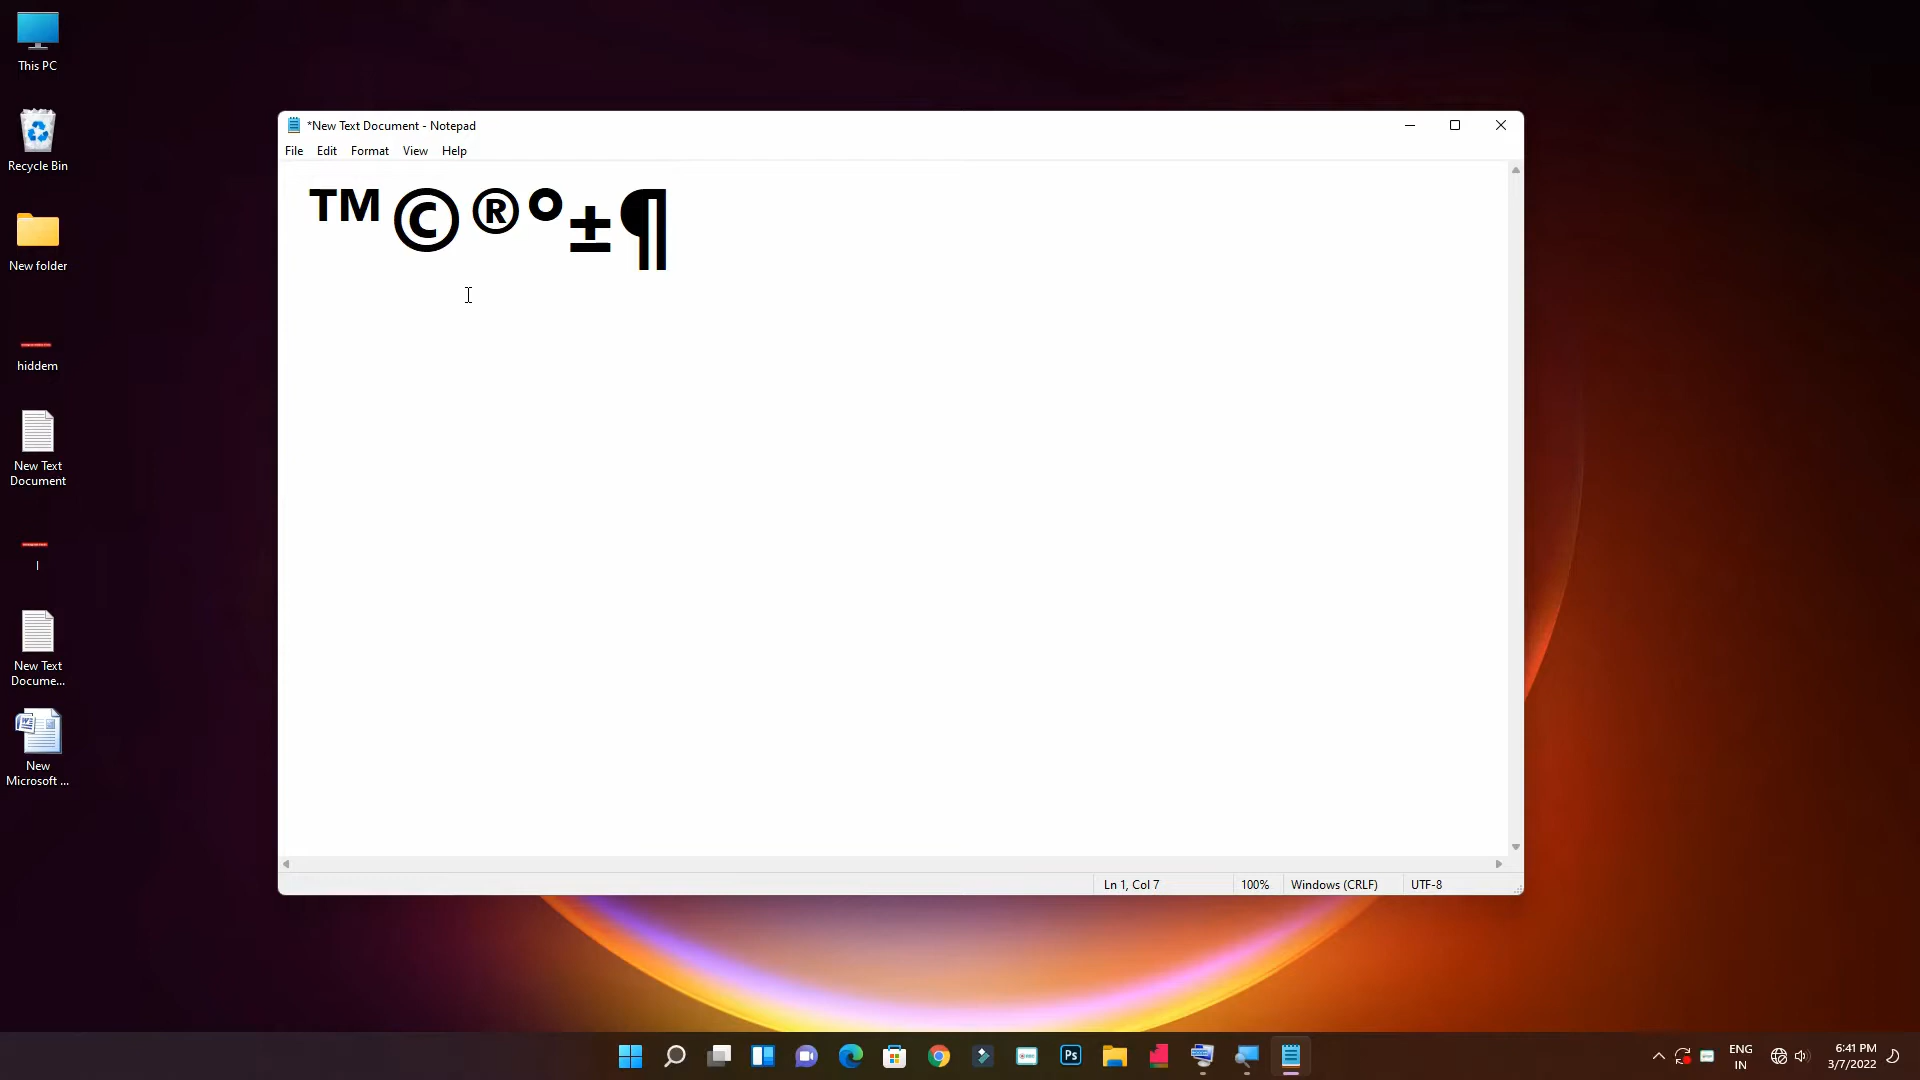 This PC
Recycle Bin
New folder
hiddem
New Text
Document
l
New Text
Docume...
New
Microsoft ...
*New Text Document - Notepad
File Edit Format View Help
™©®°±¶
Ln 1, Col 7 100% Windows (CRLF) UTF-8
Ps
ENG
IN
6:41 PM
3/7/2022